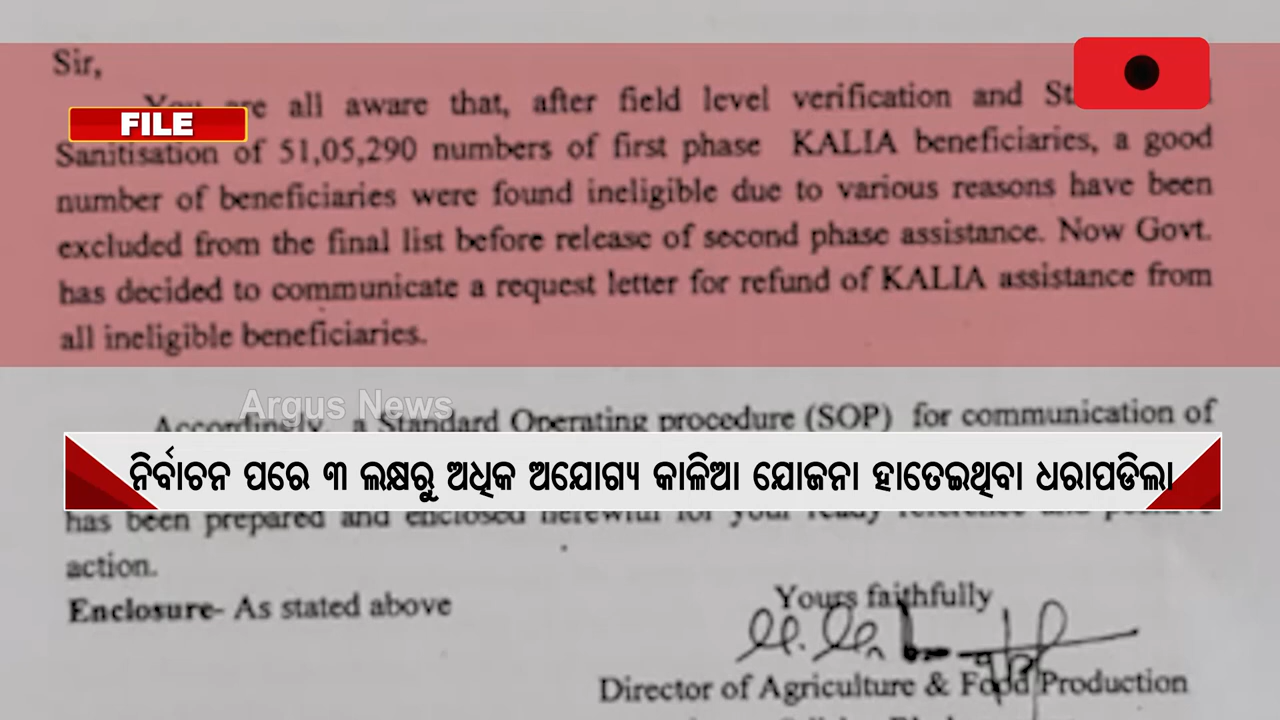 Sir,
You are all aware that, after field level verification and
FILE
Sanitisation of 51,05,290 numbers of first phase KALIA beneficiaries, a good
number of beneficiaries were found ineligible due to various reasons have been
excluded from the final list before release of second phase assistance. Now Govt.
has decided to communicate a request letter for refund of KALIA assistance from
all ineligible beneficiaries.
Argus News
Accordingly, a Standard Operating procedure (SOP) for communication of
ନିର୍ବାଚନ ପରେ ୩ ଲକ୍ଷରୁ ଅଧିକ ଅଯୋଗ୍ୟ କାଳିଆ ଯୋଜନା ହାତେଇଥିବା ଧରାପଡିଲା
has been prepared and enclosed herewith for your ready reference and
action.
Enclosure- As stated above
Yours faithfully
Director of Agriculture & Food Production